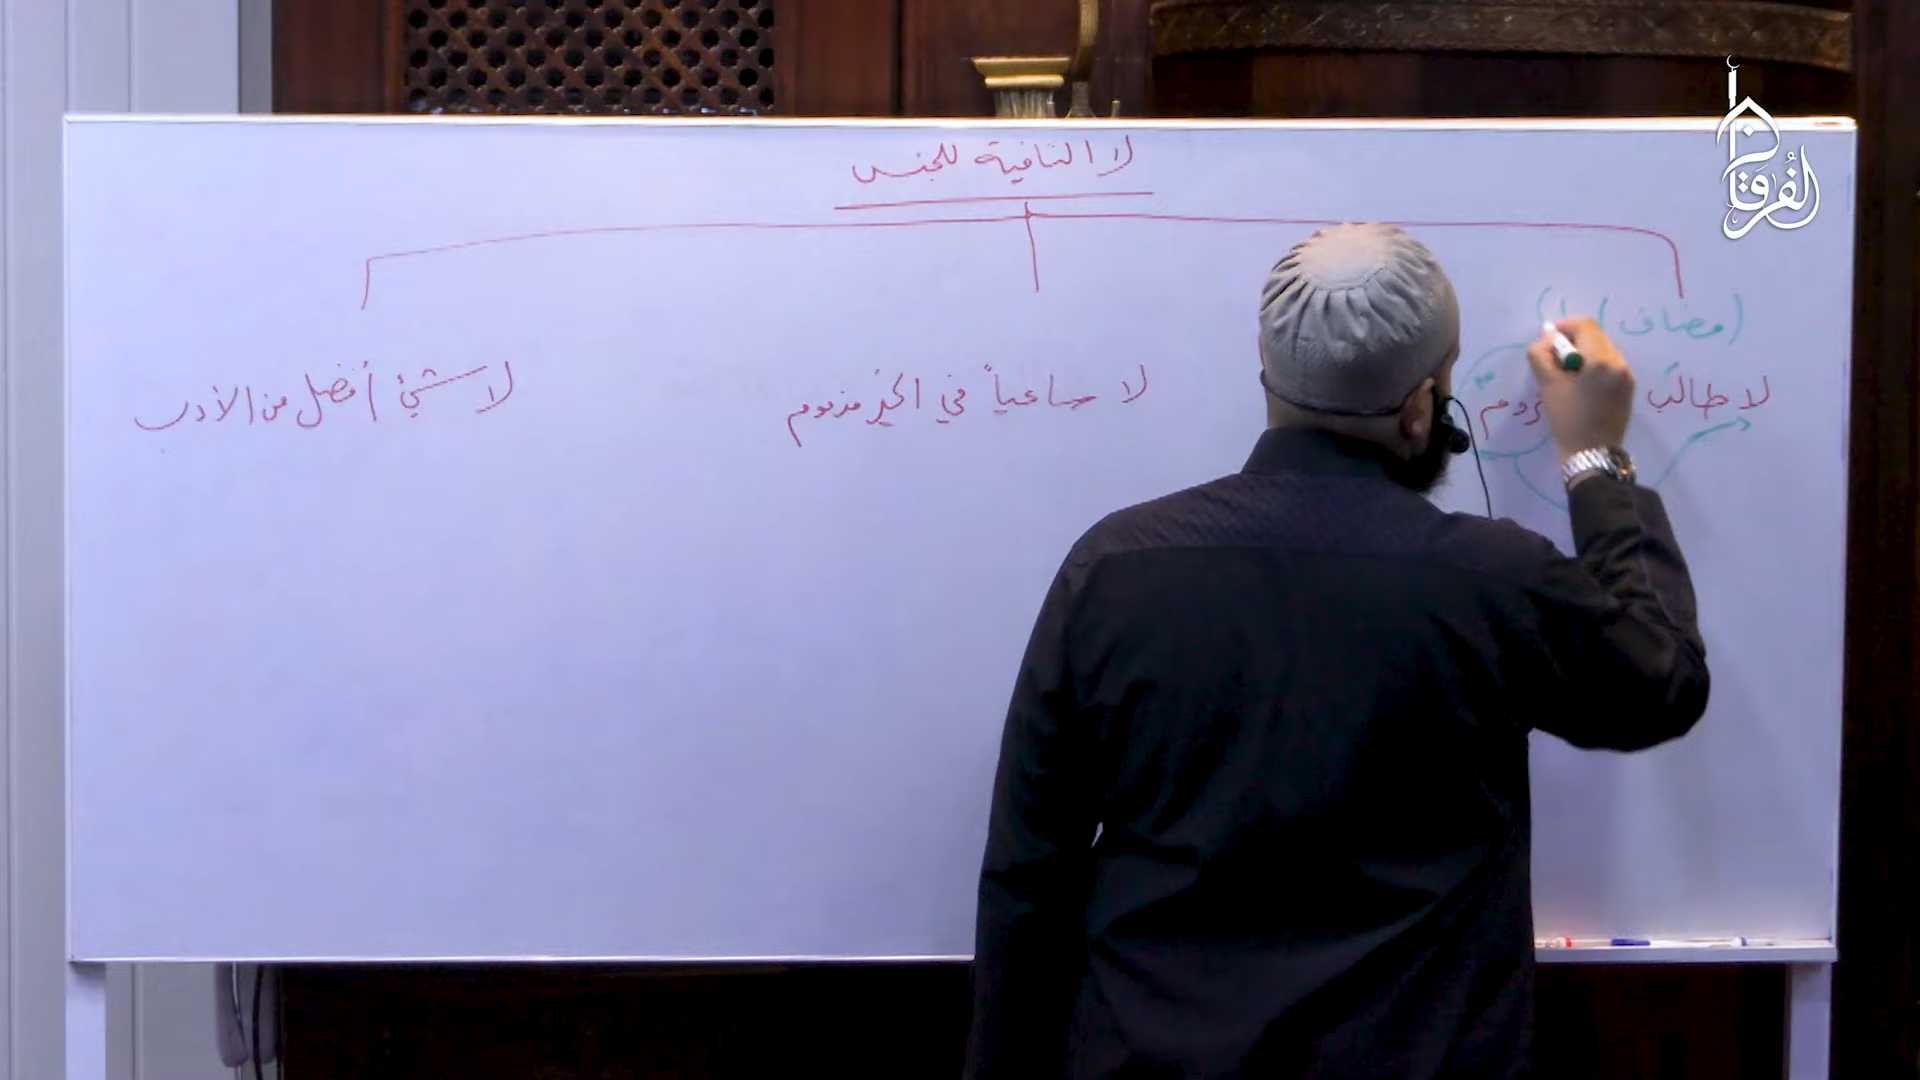 لا النافية للجنس
(مضاف)
لا طالبَ
لا ساعياً في الخير مذموم
لا شيءَ أفضل من الأدب
الفرقان